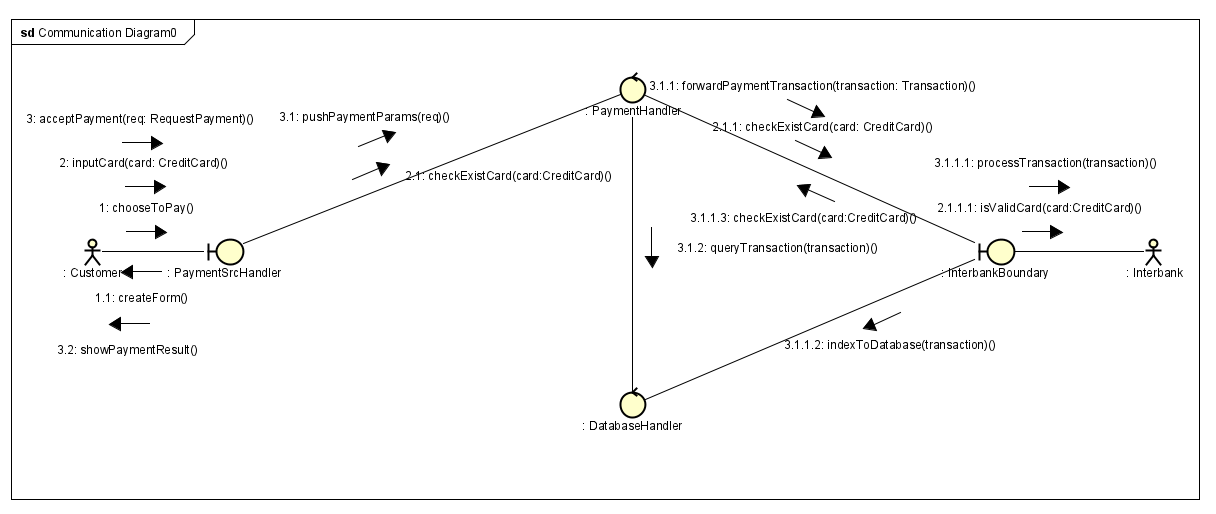 sd Communication Diagram0
3.1.1: forwardPaymentTransaction(transaction: Transaction)()
: PaymentHandler
3: acceptPayment(req: RequestPayment)()
3.1: pushPaymentParams(req)()
2.1.1: checkExistCard(card: CreditCard)()
2: inputCard(card: CreditCard)()
3.1.1.1: processTransaction(transaction)()
2.1: checkExistCard(card:CreditCard)()
1: chooseToPay()
2.1.1.1: isValidCard(card:CreditCard)()
3.1.1.3: checkExistCard(card:CreditCard)()
3.1.2: queryTransaction(transaction)()
: Customer
: PaymentSrcHandler
: InterbankBoundary
: Interbank
1.1: createForm()
3.2: showPaymentResult()
3.1.1.2: indexToDatabase(transaction)()
: DatabaseHandler